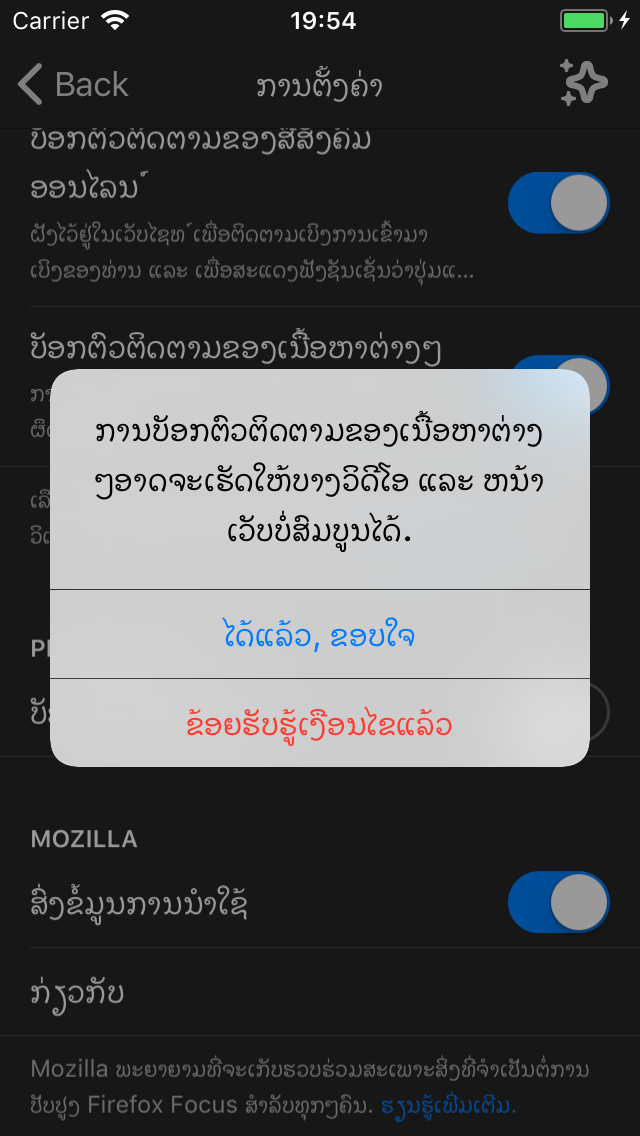 Carrier 19:54
Back ການຕັ້ງຄ່າ
ບັອກຕົວຕິດຕາມຂອງສື່ສັງຄົມ
ອອນໄລນ໌
ຝັງໄວ້ຢູ່ໃນເວັບໄຊທ໌ເພື່ອຕິດຕາມເບິງການເຂົ້າມາ
ເບິງຂອງທ່ານ ແລະ ເພື່ອສະແດງຟັງຊັນເຊັ່ນວ່າປຸ່ມແ...
ບັອກຕົວຕິດຕາມຂອງເນື້ອຫາຕ່າງໆ
ການບັອກຕົວຕິດຕາມຂອງເນື້ອຫາຕ່າງ
ໆອາດຈະເຮັດໃຫ້ບາງວິດີໂອ ແລະ ຫນ້າ
ເວັບບໍ່ສົມບູນໄດ້.
ໄດ້ແລ້ວ, ຂອບໃຈ
ຂ້ອຍຮັບຮູ້ເງືອນໄຂແລ້ວ
MOZILLA
ສົ່ງຂໍ້ມູນການນຳໃຊ້
ກ່ຽວກັບ
Mozilla ພະຍາຍາມທີ່ຈະເກັບຮວບຮ່ວມສະເພາະສິ່ງທີ່ຈຳເປັນຕໍ່ການ
ປັບປູງ Firefox Focus ສຳລັບທຸກໆຄົນ. ຮຽນຮູ້ເພີ່ມເຕີມ.